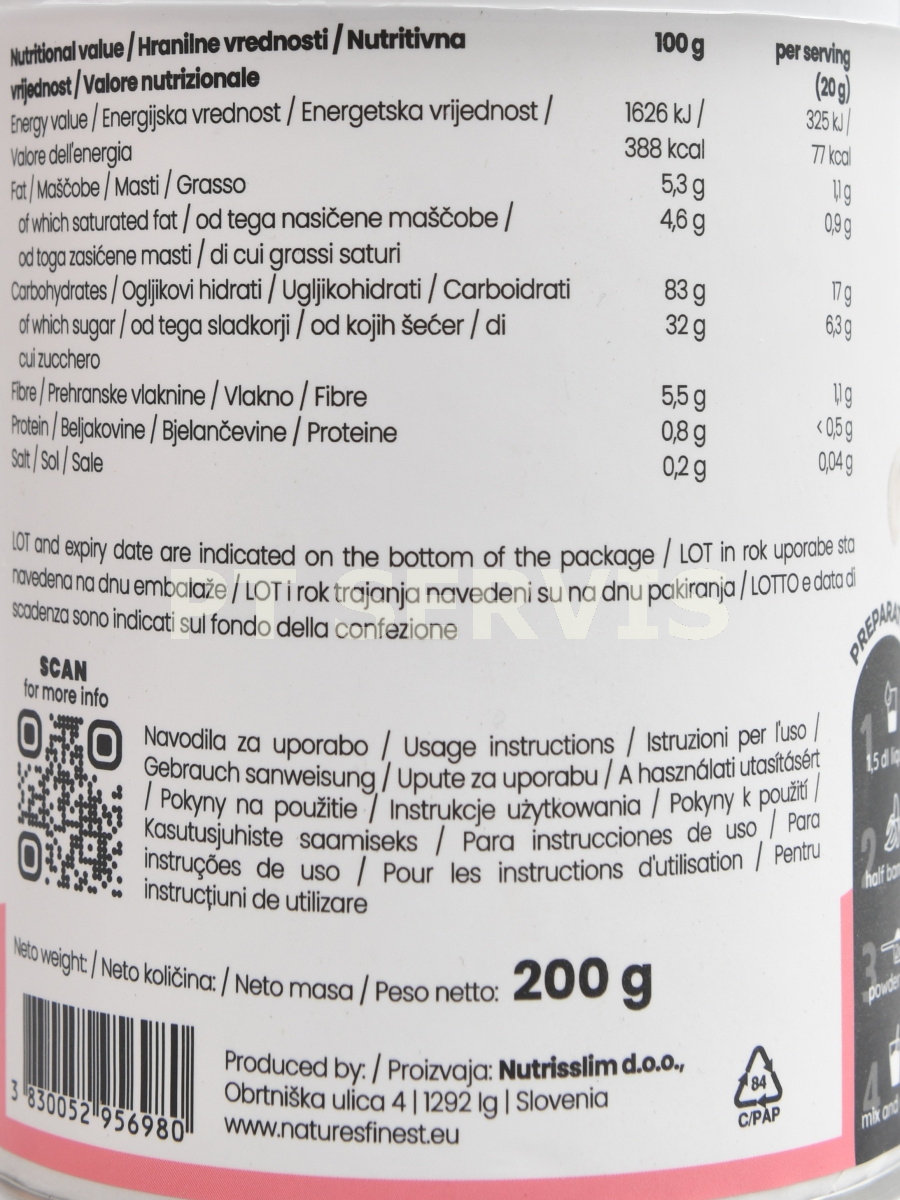 Nutritional value / Hranilne vrednosti / Nutritivna 100 g per serving
vrijednost / Valore nutrizionale (20 g)
Energy value / Energijska vrednost / Energetska vrijednost / 1626 kJ / 325 kJ /
Valore dell'energia 388 kcal 77 kcal
Fat / Maščobe / Masti / Grasso 5,3 g 1,1 g
of which saturated fat / od tega nasičene maščobe / 4,6 g 0,9 g
od toga zasićene masti / di cui grassi saturi
Carbohydrates / Ogljikovi hidrati / Ugljikohidrati / Carboidrati 83 g 17 g
of which sugar / od tega sladkorji / od kojih šećer / di 32 g 6,3 g
cui zucchero
Fibre / Prehranske vlaknine / Vlakno / Fibre 5,5 g 1,1 g
Protein / Beljakovine / Bjelančevine / Proteine 0,8 g < 0,5 g
Salt / Sol / Sale 0,2 g 0,04 g
LOT and expiry date are indicated on the bottom of the package / LOT in rok uporabe sta
navedena na dnu embalaže / LOT i rok trajanja navedeni su na dnu pakiranja / LOTTO e data di
scadenza sono indicati sul fondo della confezione
PT SERVIS
SCAN
for more info
Navodila za uporabo / Usage instructions / Istruzioni per l'uso /
Gebrauch sanweisung / Upute za uporabu / A használati utasításért
/ Pokyny na použitie / Instrukcje użytkowania / Pokyny k použití /
Kasutusjuhiste saamiseks / Para instrucciones de uso / Para
instruções de uso / Pour les instructions d'utilisation / Pentru
instrucțiuni de utilizare
Neto weight: / Neto količina: / Neto masa / Peso netto: 200 g
3 830052 956980
Produced by: / Proizvaja: Nutrisslim d.o.o.,
Obrtniška ulica 4 | 1292 Ig | Slovenia
www.naturesfinest.eu
84
C/PAP
1
1,5 dl
2
half
3
powder
4
mix and